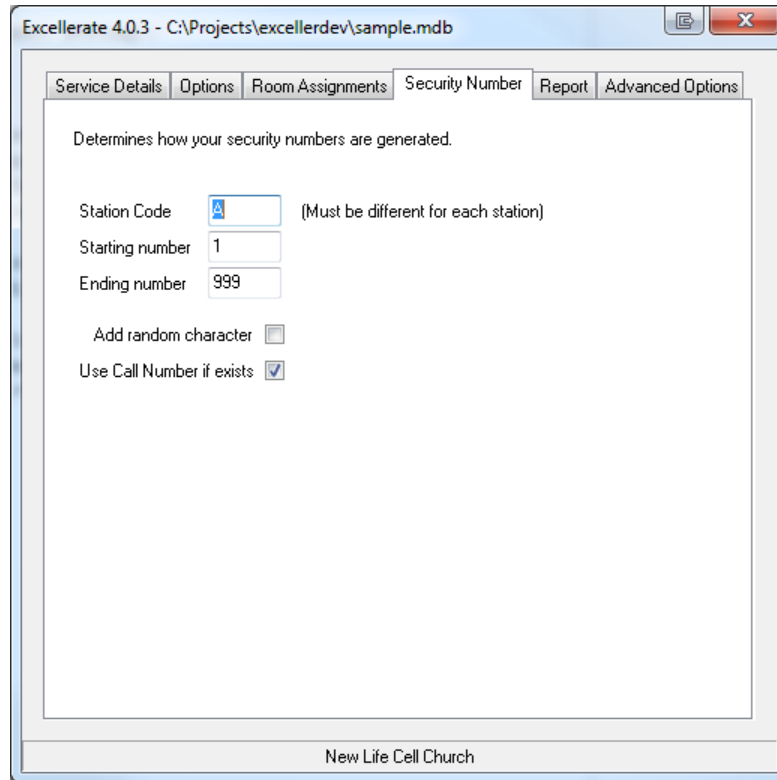 Excellerate 4.0.3 - C:\Projects\excellerdev\sample.mdb
Service Details Options Room Assignments Security Number Report Advanced Options
Determines how your security numbers are generated.
Station Code A (Must be different for each station)
Starting number 1
Ending number 999
Add random character
Use Call Number if exists
New Life Cell Church